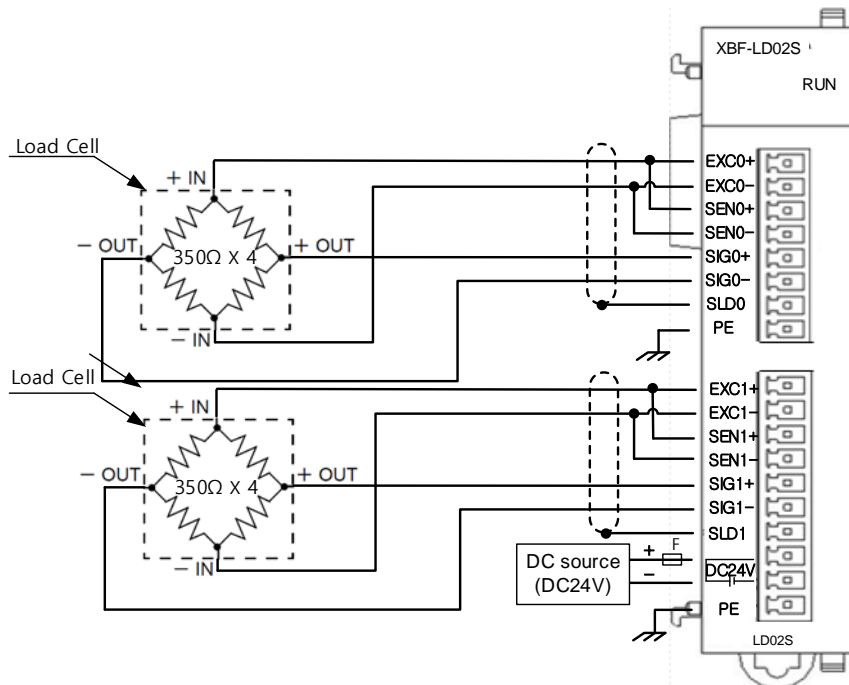 XBF-LD02S
RUN
Load Cell
+ IN
- OUT
+ OUT
350Ω X 4
- IN
EXC0+
EXC0-
SEN0+
SEN0-
SIG0+
SIG0-
SLD0
PE
Load Cell
+ IN
- OUT
+ OUT
350Ω X 4
- IN
EXC1+
EXC1-
SEN1+
SEN1-
SIG1+
SIG1-
SLD1
DC source
(DC24V)
+ F
-
DC24V
PE
LD02S